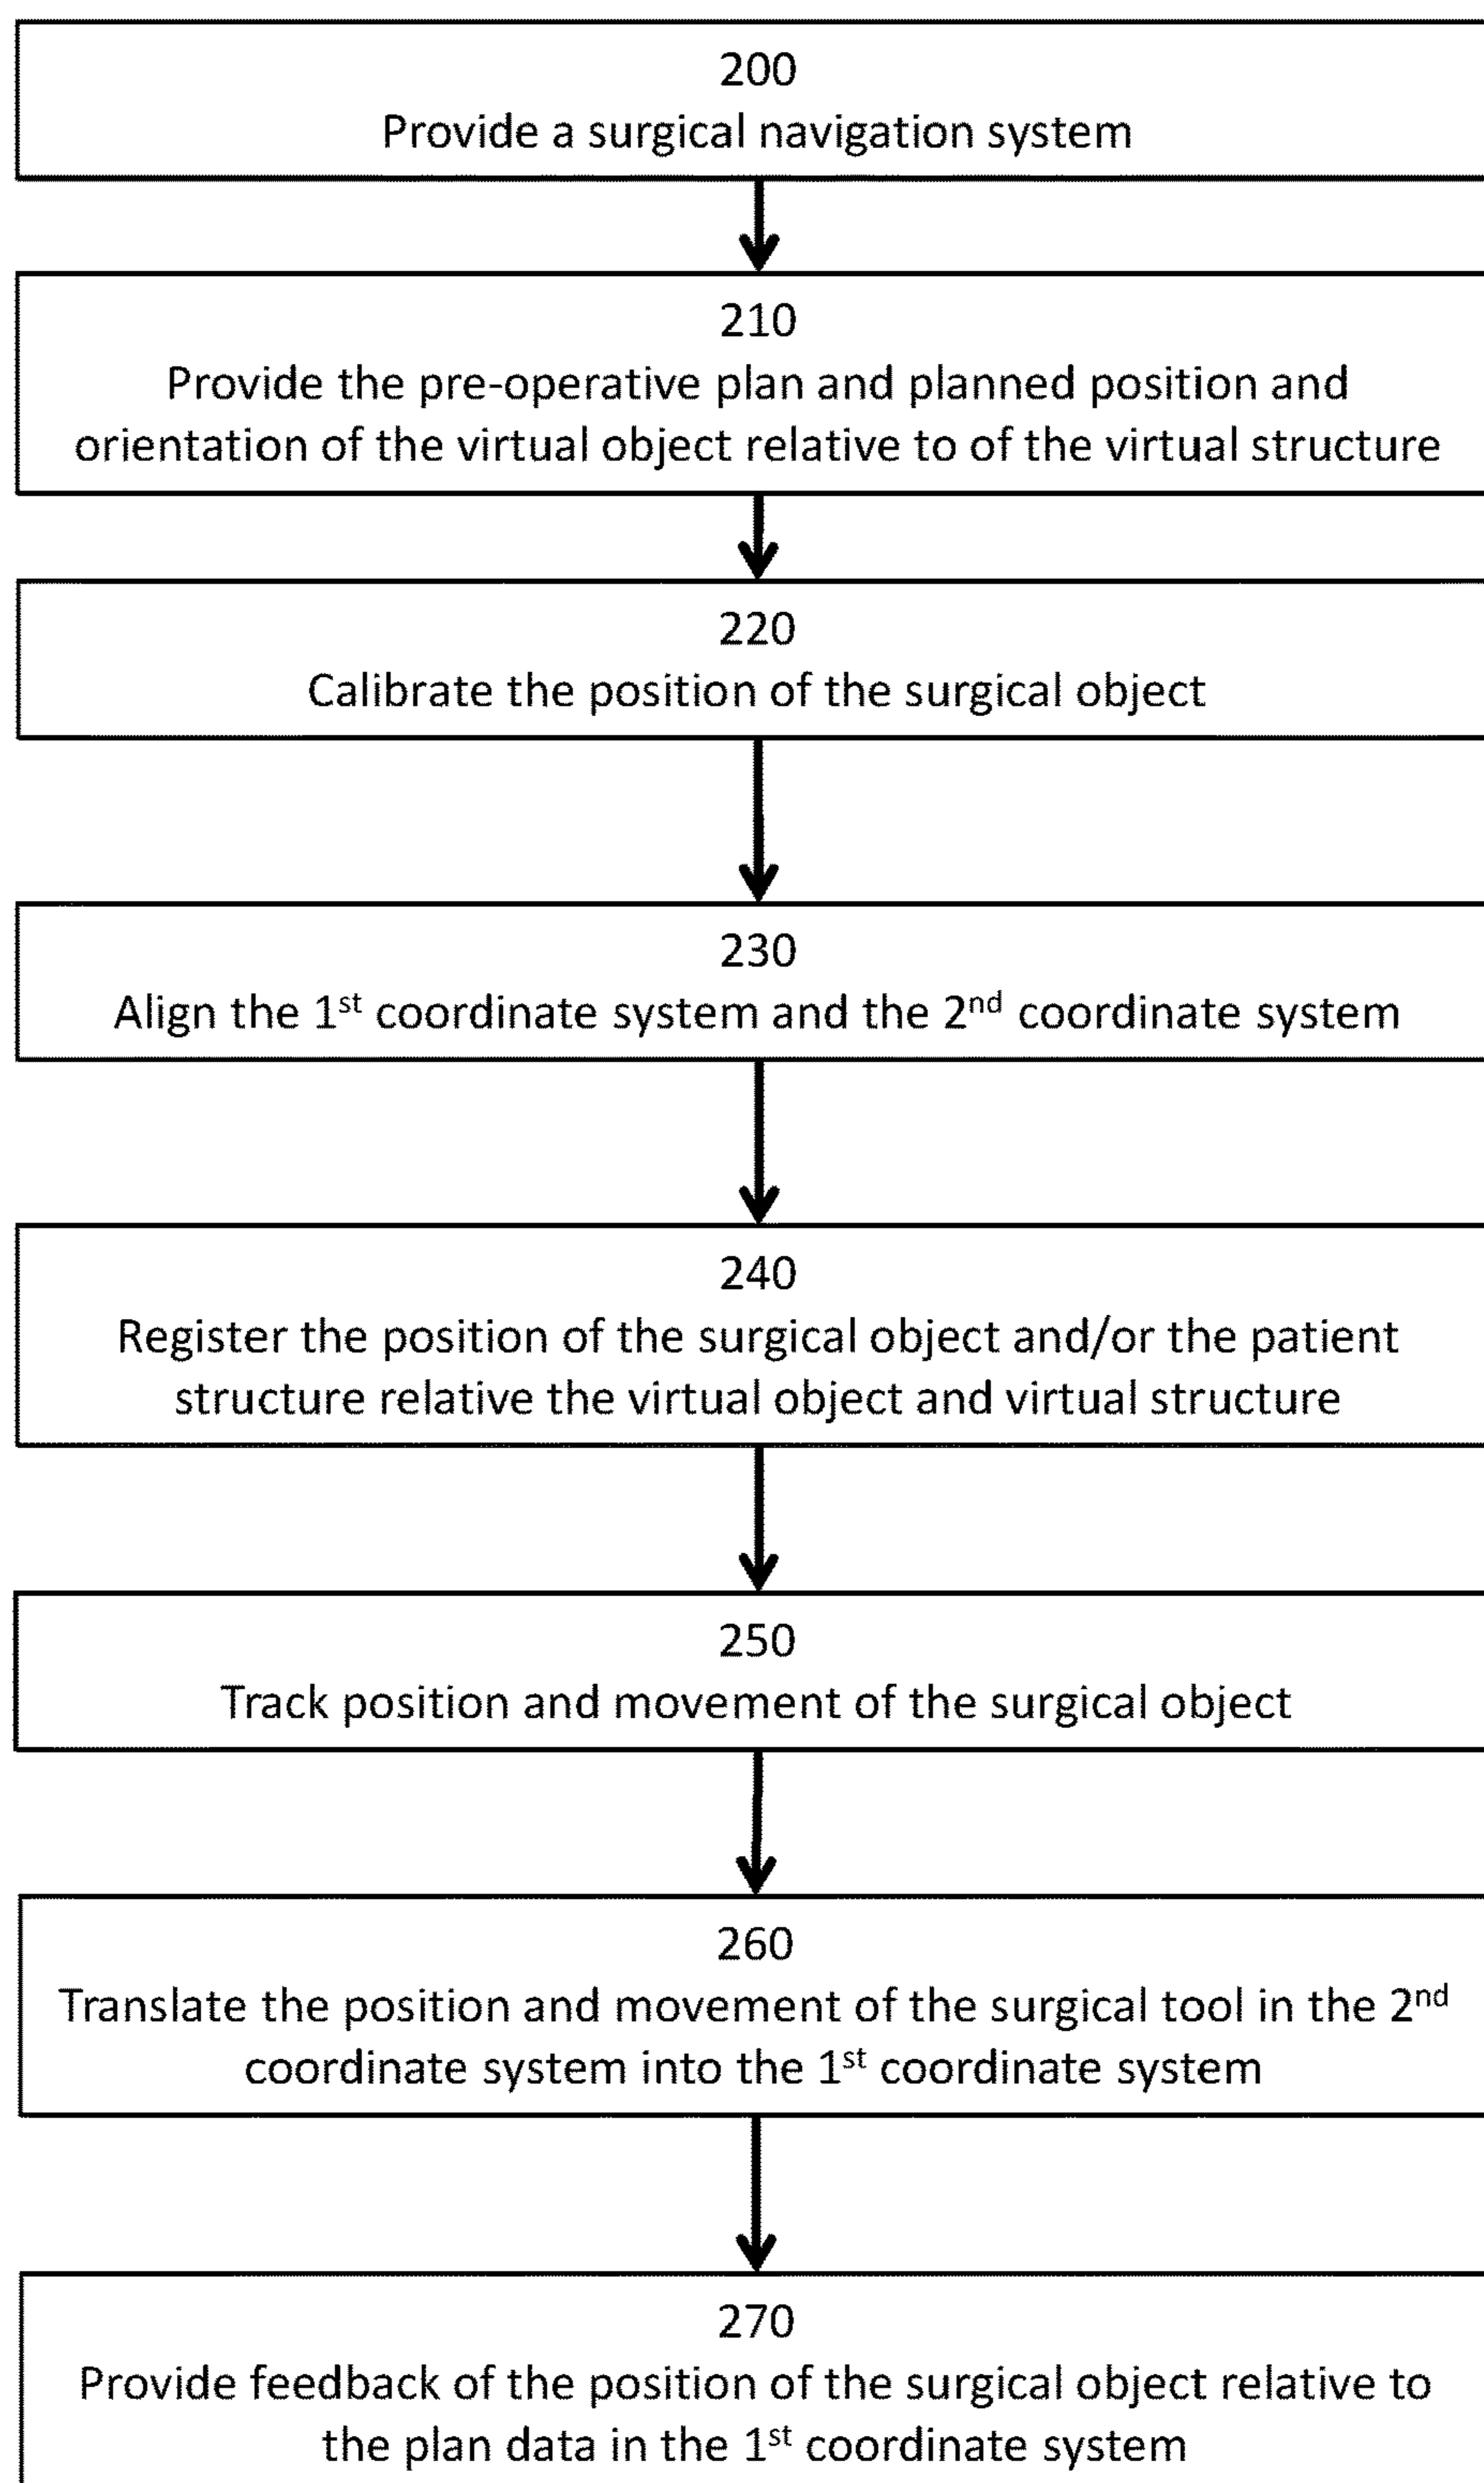 200
Provide a surgical navigation system
210
Provide the pre-operative plan and planned position and
orientation of the virtual object relative to of the virtual structure
220
Calibrate the position of the surgical object
230
Align the 1st coordinate system and the 2nd coordinate system
240
Register the position of the surgical object and/or the patient
structure relative the virtual object and virtual structure
250
Track position and movement of the surgical object
260
Translate the position and movement of the surgical tool in the 2nd
coordinate system into the 1st coordinate system
270
Provide feedback of the position of the surgical object relative to
the plan data in the 1st coordinate system